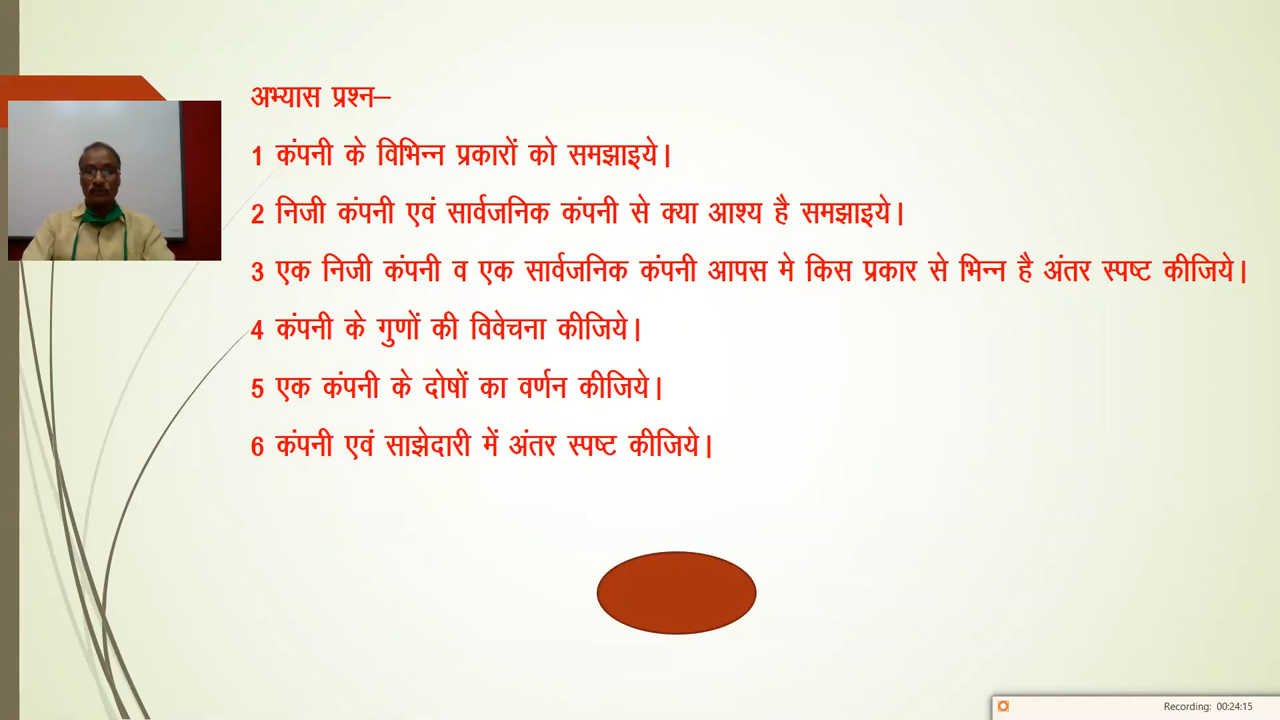 अभ्यास प्रश्न–
1 कंपनी के विभिन्न प्रकारों को समझाइये |
2 निजी कंपनी एवं सार्वजनिक कंपनी से क्या आश्य है समझाइये |
3 एक निजी कंपनी व एक सार्वजनिक कंपनी आपस मे किस प्रकार से भिन्न है अंतर स्पष्ट कीजिये |
4 कंपनी के गुणों की विवेचना कीजिये |
5 एक कंपनी के दोषों का वर्णन कीजिये |
6 कंपनी एवं साझेदारी में अंतर स्पष्ट कीजिये |
Recording: 00:24:15